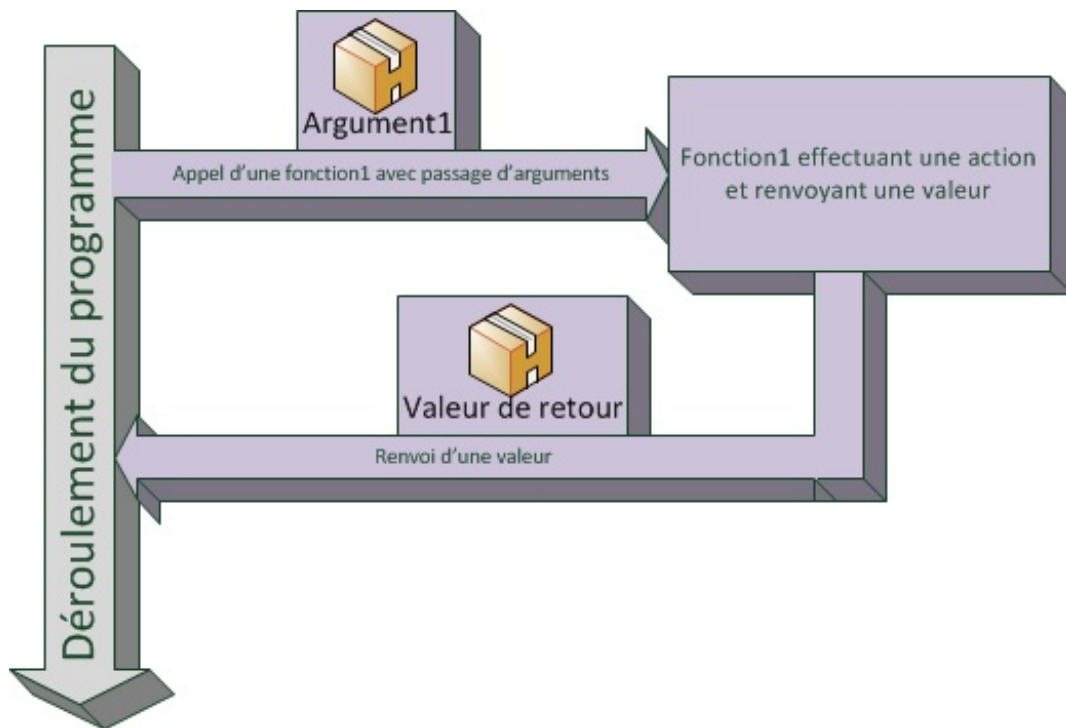 Déroulement du programme
Argument1
Appel d'une fonction1 avec passage d'arguments
Fonction1 effectuant une action
et renvoyant une valeur
Valeur de retour
Renvoi d'une valeur